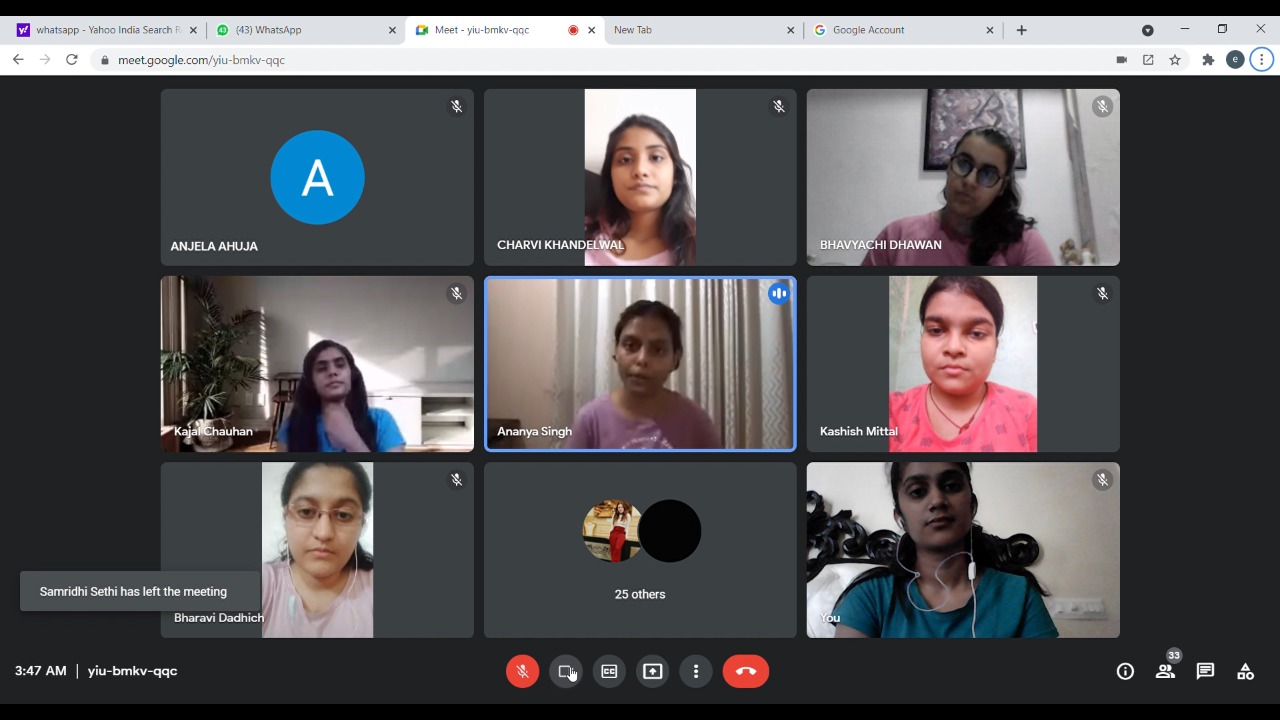 whatsapp - Yahoo India Search R
(43) WhatsApp
Meet - yiu-bmkv-qqc
New Tab
Google Account
meet.google.com/yiu-bmkv-qqc
e
A
ANJELA AHUJA
CHARVI KHANDELWAL
BHAVYACHI DHAWAN
Kajal Chauhan
Ananya Singh
Kashish Mittal
Samridhi Sethi has left the meeting
Bharavi Dadhich
25 others
You
3:47 AM | yiu-bmkv-qqc
CC
33